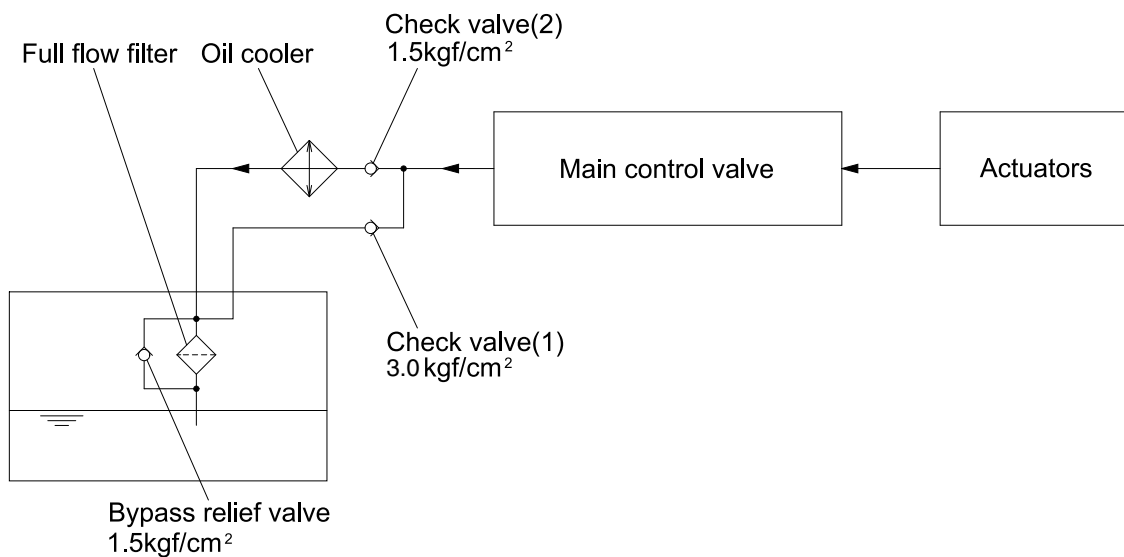 Check valve(2)
1.5kgf/cm²
Full flow filter
Oil cooler
Main control valve
Actuators
Check valve(1)
3.0kgf/cm²
Bypass relief valve
1.5kgf/cm²